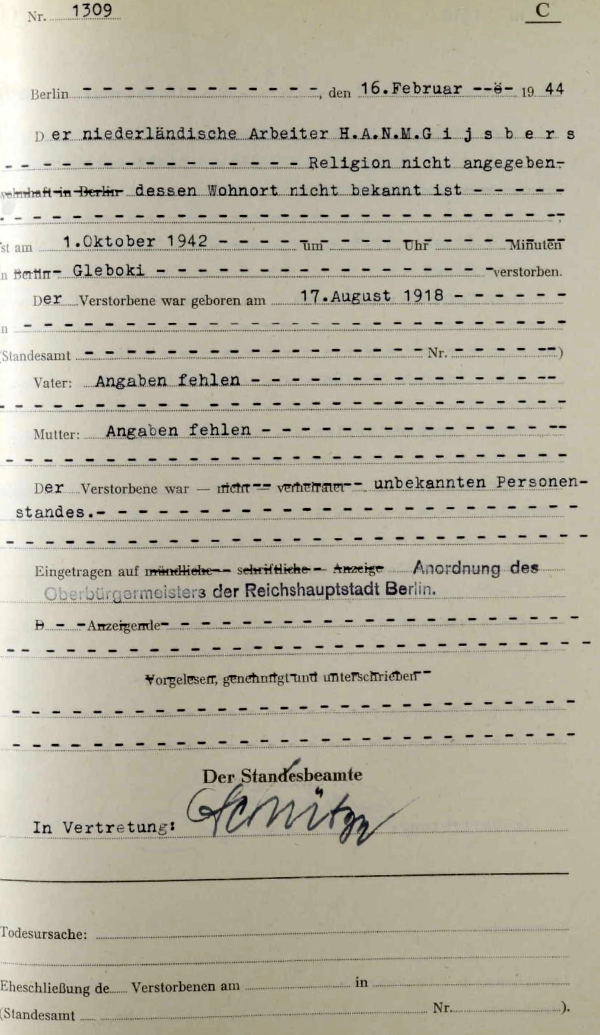 Nr. 1309 C
Berlin - - - - - - - - - - - - -, den 16.Februar --ö- 19 44
Der niederländische Arbeiter H.A.N.M.G i j s b e r s
- - - - - - - - - - - - - - - - Religion nicht angegeben-
wohnhaft in Berlin dessen Wohnort nicht bekannt ist - - - - -
- - - - - - - - - - - - - - - - - - - - - - - - - - - - -,
st am 1.Oktober 1942 - - - - um - - - Uhr - - - Minuten
n Berlin- Gleboki - - - - - - - - - - - - - - - - -verstorben.
Der Verstorbene war geboren am 17.August 1918 - - - - - -
n - - - - - - - - - - - - - - - - - - - - - - - - - - - -
(Standesamt - - - - - - - - - - - - - - - - - Nr. - - - - --)
Vater: Angaben fehlen - - - - - - - - - - - - - - --
- - - - - - - - - - - - - - - - - - - - - - - - - - - - -
Mutter: Angaben fehlen - - - - - - - - - - - - - --
- - - - - - - - - - - - - - - - - - - - - - - - - - - - -
Der Verstorbene war — nicht — verheiratet -- unbekannten Personen-
standes.- - - - - - - - - - - - - - - - - - - - - - - - -
- - - - - - - - - - - - - - - - - - - - - - - - - - - - -
Eingetragen auf mündliche - schriftliche - Anzeige Anordnung des
Oberbürgermeisters der Reichshauptstadt Berlin.
D - - -Anzeigende- - - - - - - - - - - - - - - - - - - - -
- - - - - - - - - - - - - - - - - - - - - - - - - - - - -
Vorgelesen, genehmigt und unterschrieben
- - - - - - - - - - - - - - - - - - - - - - - - - - - - -
- - - - - - - - - - - - - - - - - - - - - - - - - - - - -
Der Standesbeamte
In Vertretung:
Todesursache:
Eheschließung de Verstorbenen am in
(Standesamt Nr. ).